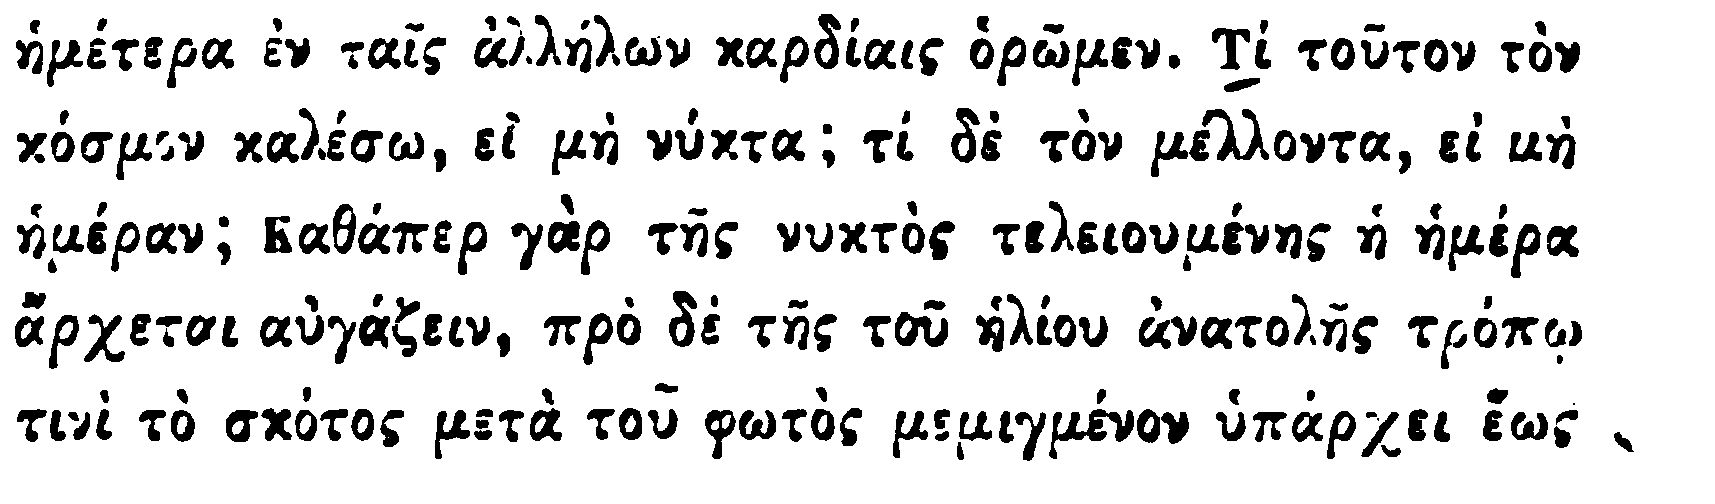 ἡμέτερα ἐν ταῖς ἀλλήλων καρδίαις ὁρῶμεν. Τί τοῦτον τὸν
κόσμον καλέσω, εἰ μὴ νύκτα; τί δὲ τὸν μέλλοντα, εἰ μὴ
ἡμέραν; Καθάπερ γὰρ τῆς νυκτὸς τελειουμένης ἡ ἡμέρα
ἄρχεται αὐγάζειν, πρὸ δὲ τῆς τοῦ ἡλίου ἀνατολῆς τρόπῳ
τινὶ τὸ σκότος μετὰ τοῦ φωτὸς μεμιγμένον ὑπάρχει ἕως